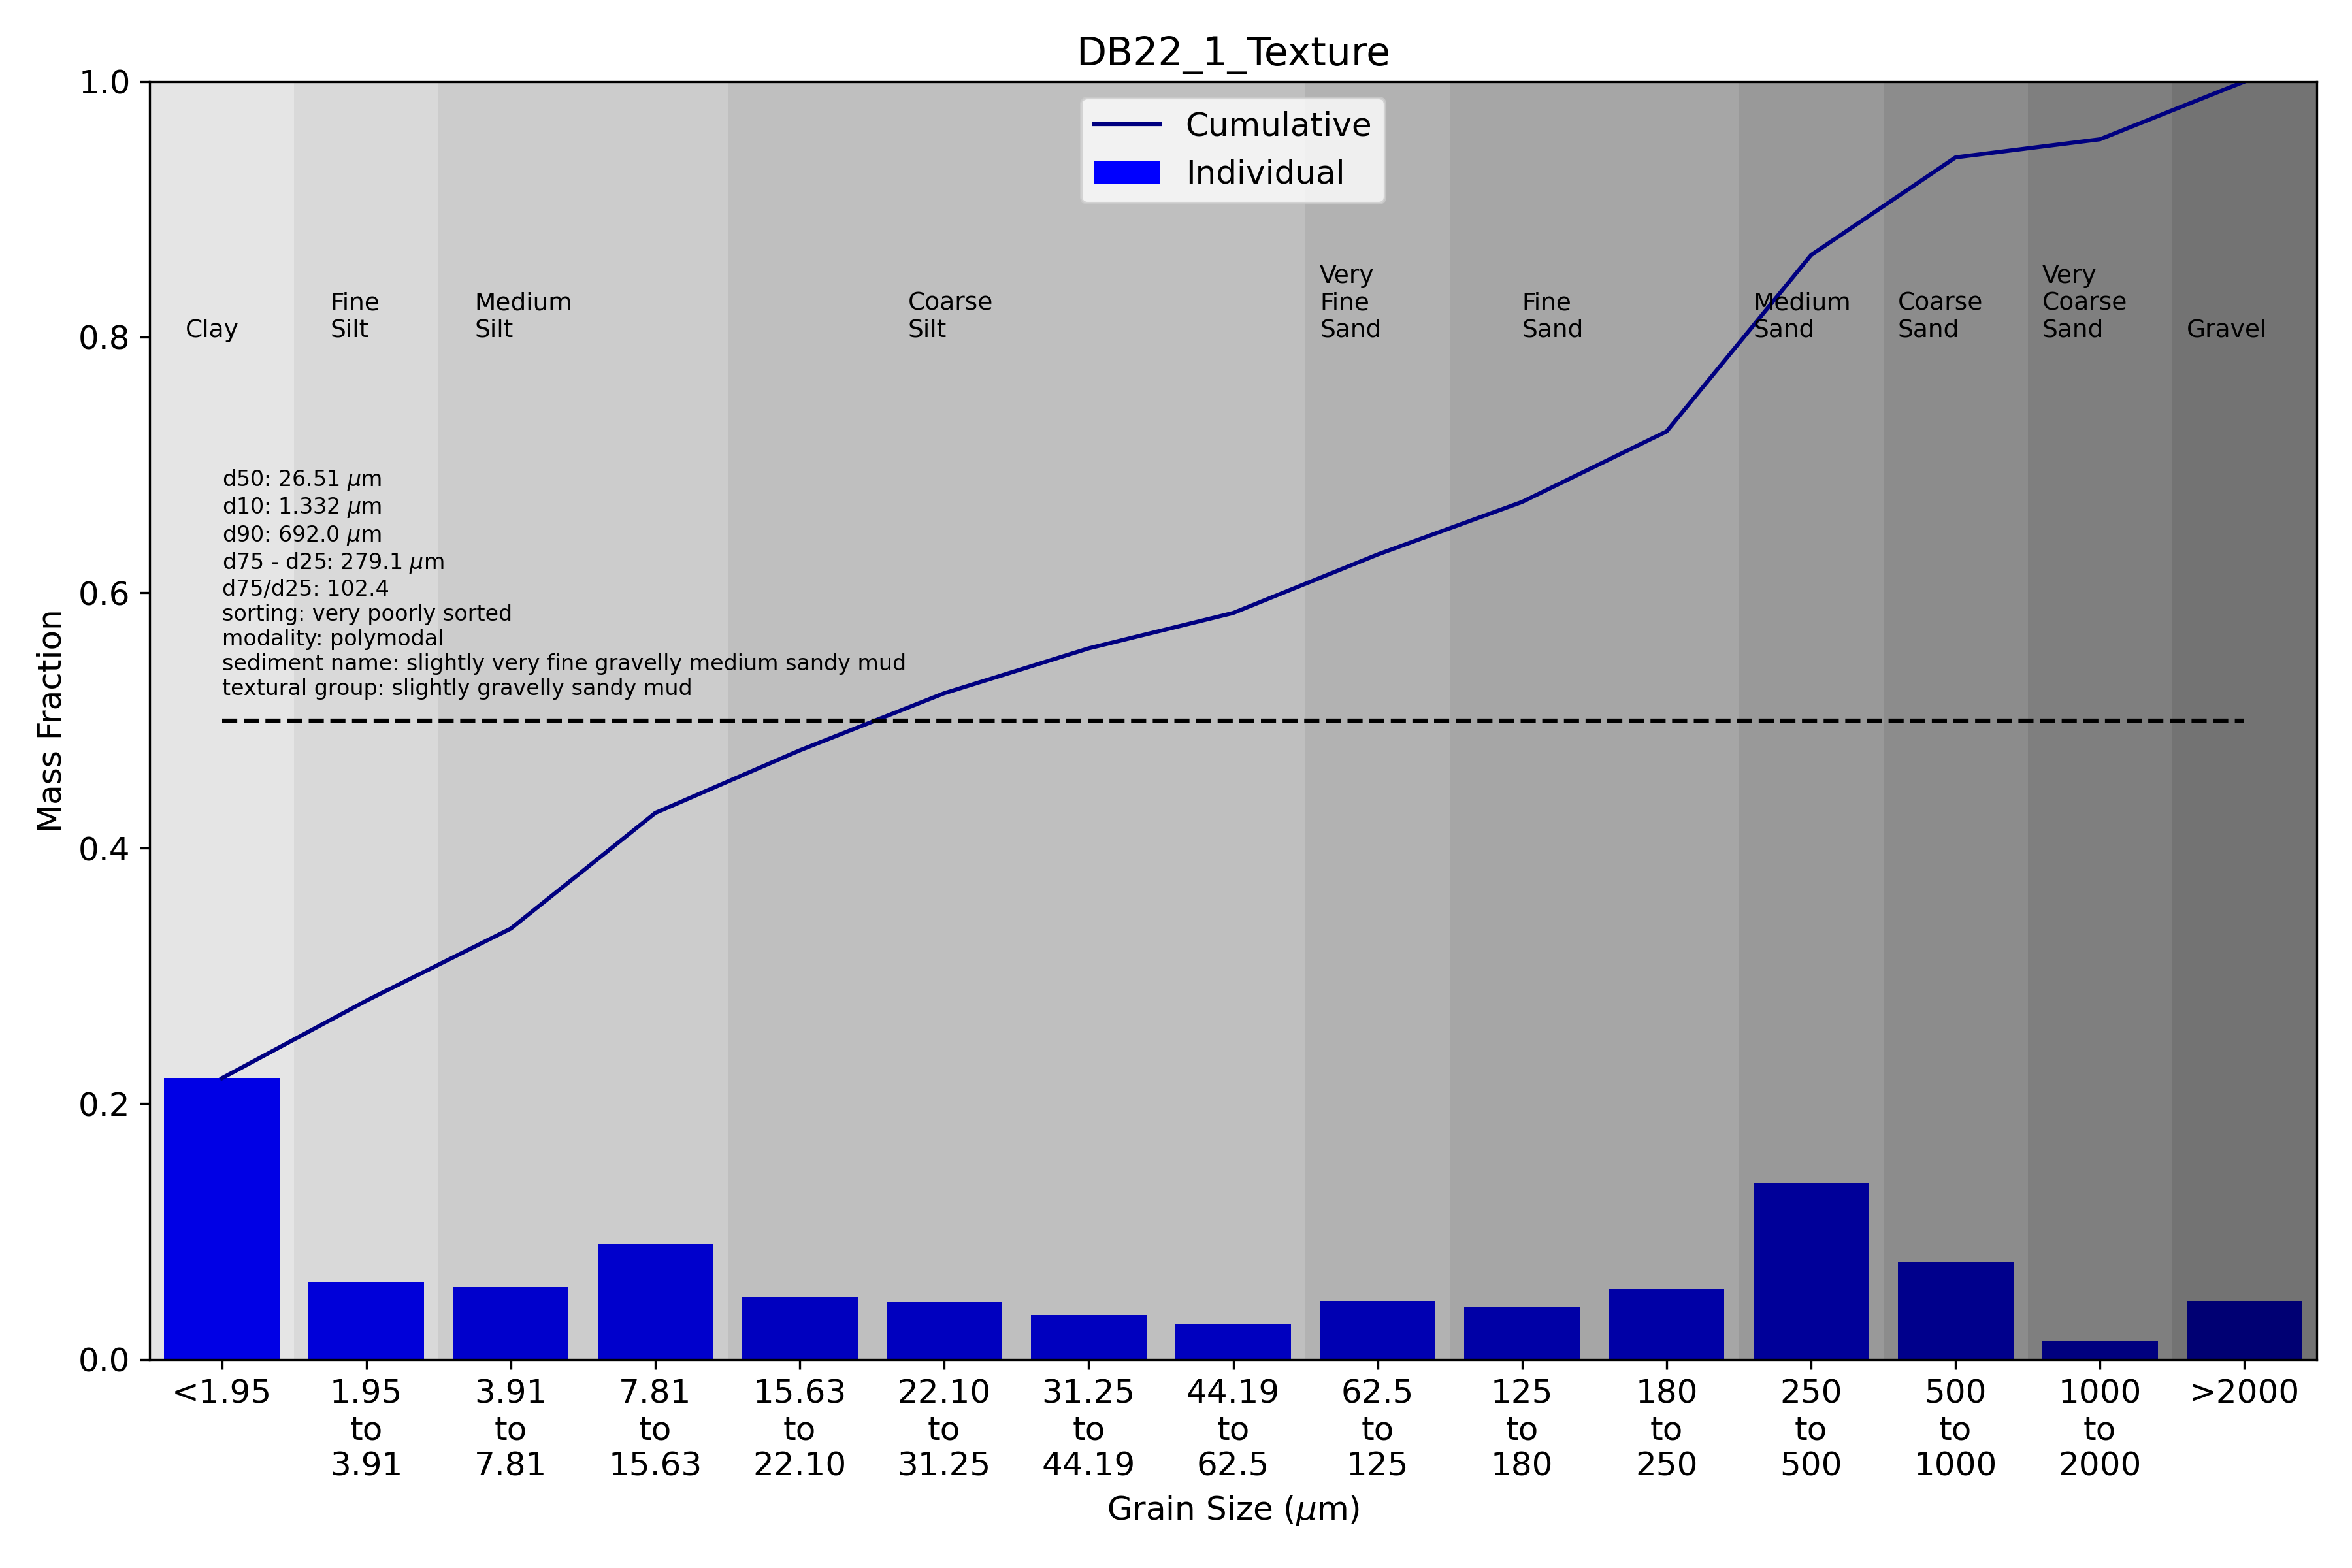 DB22_1_Texture
1.0
Cumulative
Individual
Very
Fine
Sand
Very
Coarse
Sand
Fine
Silt
Medium
Silt
Coarse
Silt
Fine
Sand
Medium
Sand
Coarse
Sand
Clay
Gravel
0.8
d50: 26.51 μm
d10: 1.332 μm
d90: 692.0 μm
d75 - d25: 279.1 μm
d75/d25: 102.4
sorting: very poorly sorted
modality: polymodal
sediment name: slightly very fine gravelly medium sandy mud
textural group: slightly gravelly sandy mud
0.6
Mass Fraction
0.4
0.2
0.0
<1.95
1.95
to
3.91
3.91
to
7.81
7.81
to
15.63
15.63
to
22.10
22.10
to
31.25
31.25
to
44.19
44.19
to
62.5
62.5
to
125
125
to
180
180
to
250
250
to
500
500
to
1000
1000
to
2000
>2000
Grain Size (μm)